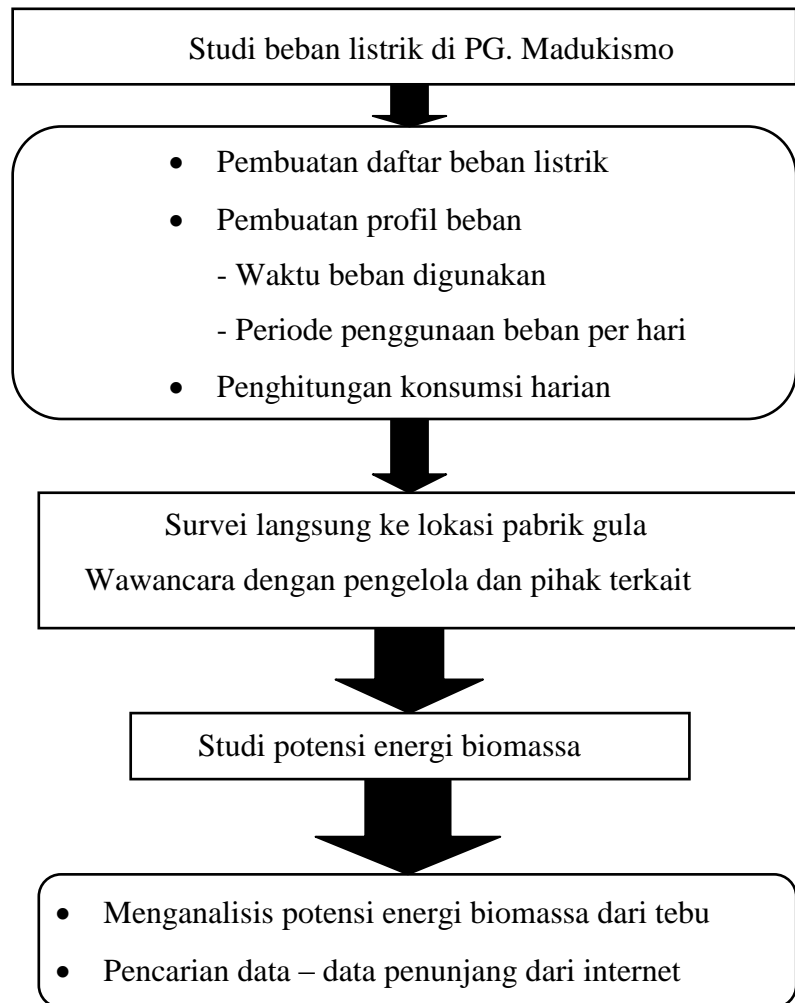 Studi beban listrik di PG. Madukismo
• Pembuatan daftar beban listrik
• Pembuatan profil beban
- Waktu beban digunakan
- Periode penggunaan beban per hari
• Penghitungan konsumsi harian
Survei langsung ke lokasi pabrik gula
Wawancara dengan pengelola dan pihak terkait
Studi potensi energi biomassa
• Menganalisis potensi energi biomassa dari tebu
• Pencarian data – data penunjang dari internet